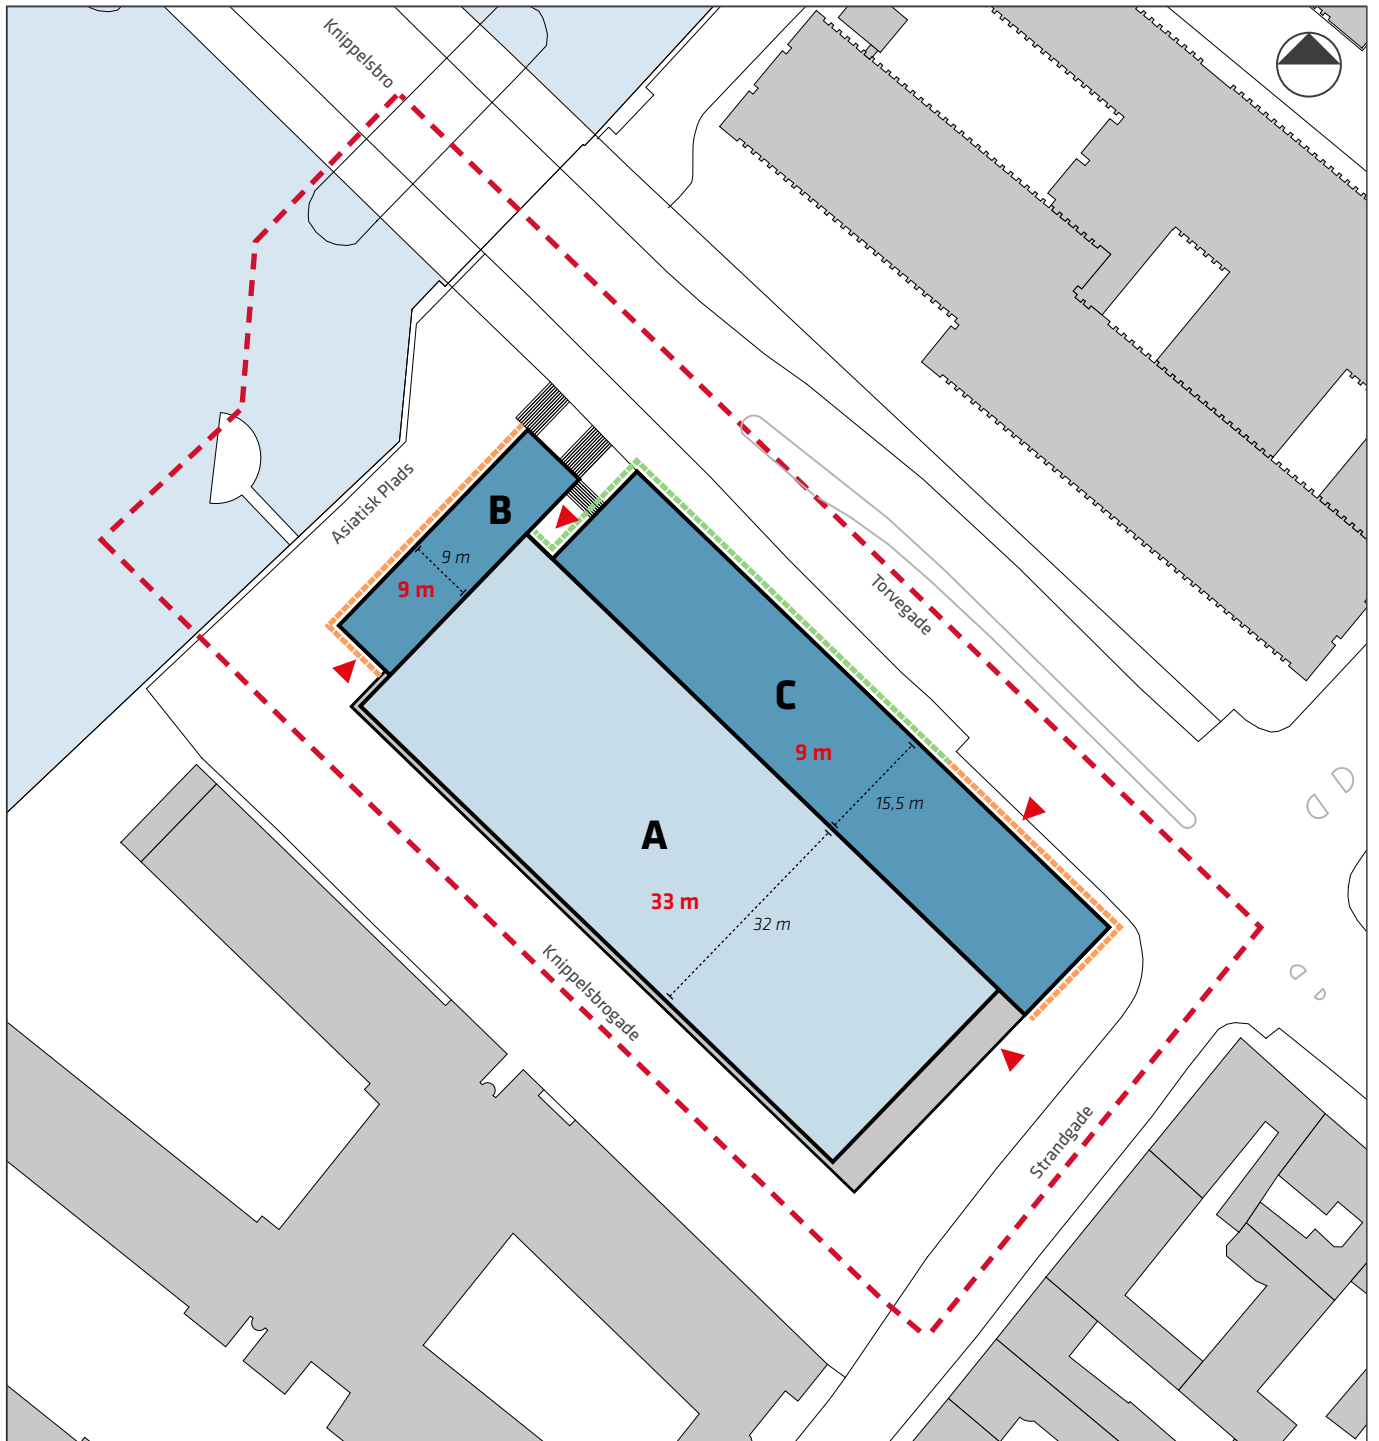 Knippelsbro
Asiatisk Plads
B
9 m
9 m
Torvegade
C
9 m
15,5 m
A
33 m
32 m
Knippelsbrogade
Strandgade